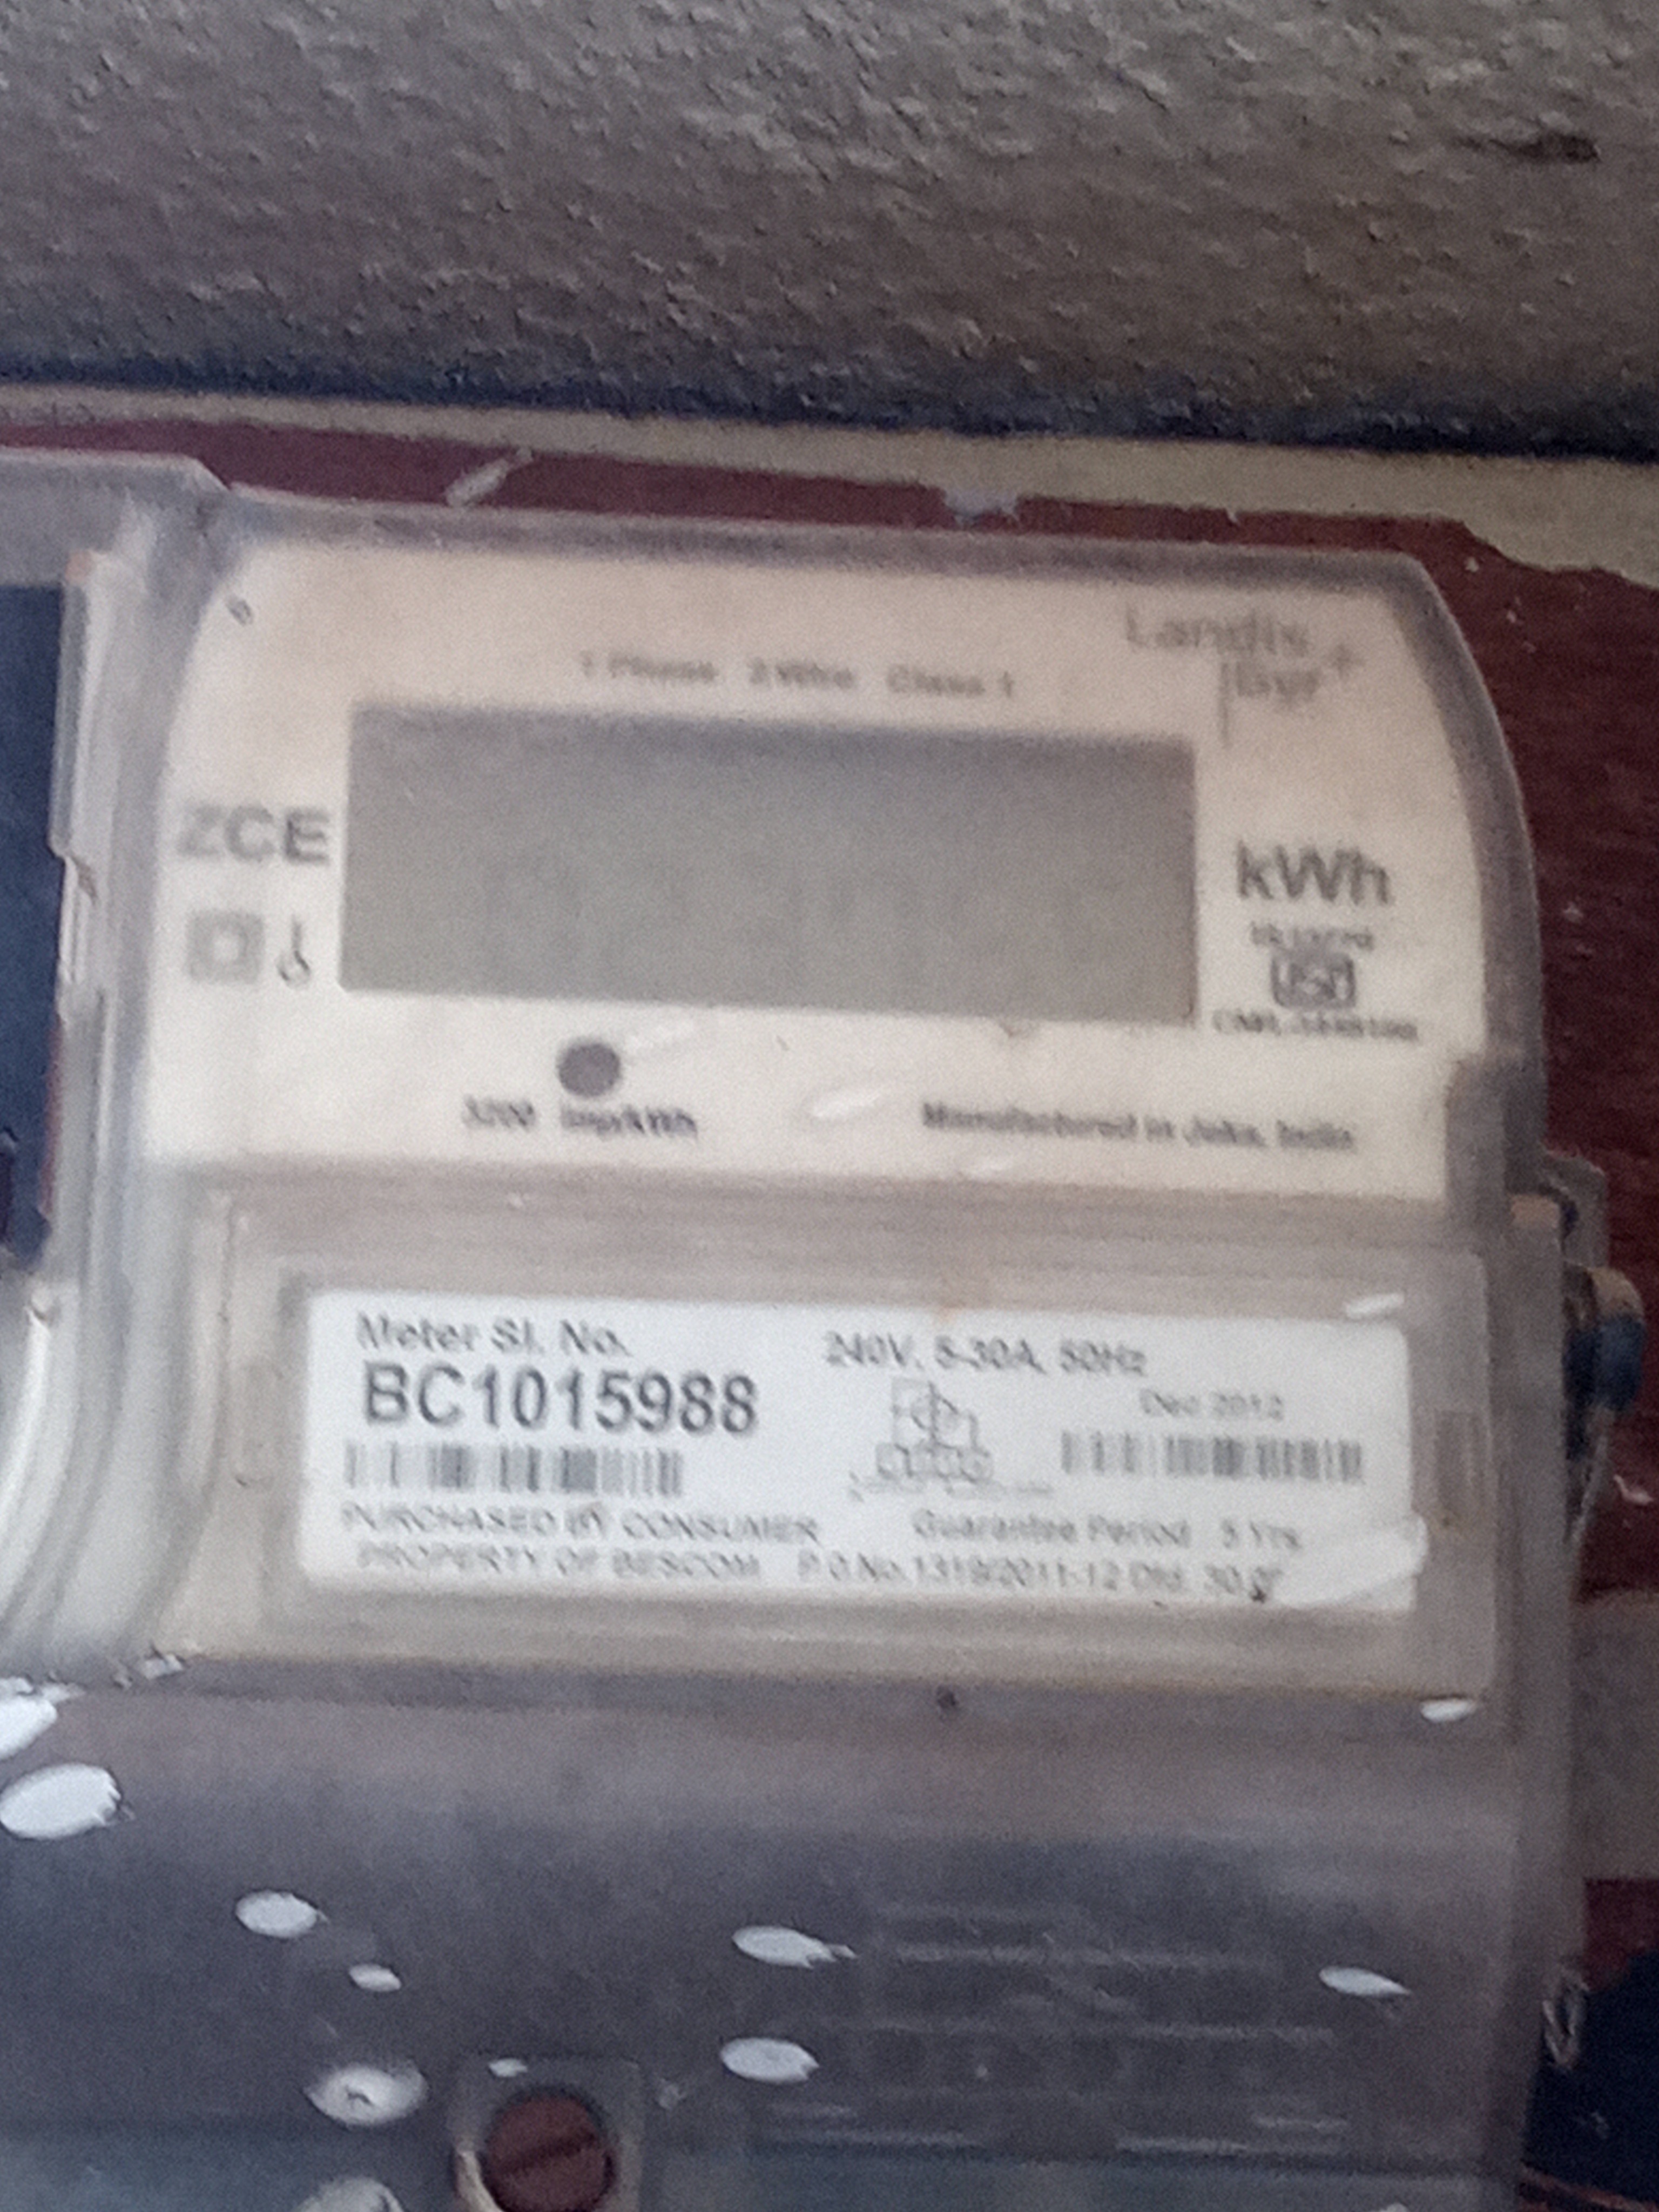 Landis
Gyr+
1 Phase 2 Wire Class 1
ZCE
kWh
3200 imp/kWh
Manufactured in Joka, India
Meter Sl. No.
BC1015988
240V, 5-30A, 50Hz
Dec 2012
PURCHASED BY CONSUMER
Guarantee Period 5 Yrs.
PROPERTY OF BESCOM P.O.No.1319/2011-12 Dtd.